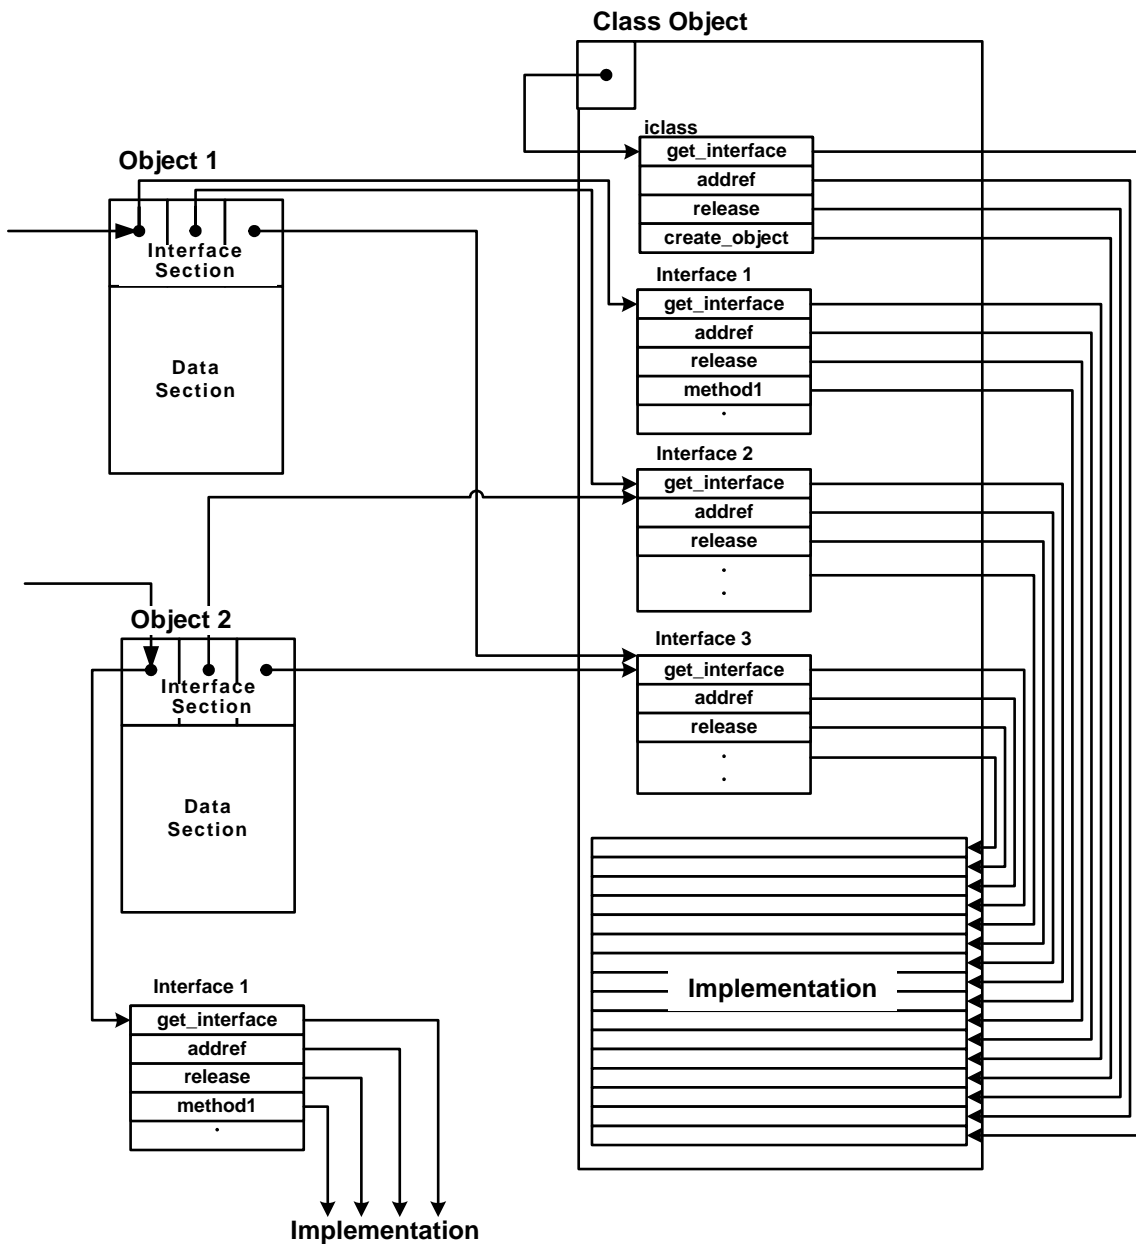 Class Object
iclass
get_interface
addref
release
create_object
Object 1
Interface
Section
Data
Section
Interface 1
get_interface
addref
release
method1
.
Interface 2
get_interface
addref
release
.
.
Object 2
Interface
Section
Data
Section
Interface 3
get_interface
addref
release
.
.
Implementation
Interface 1
get_interface
addref
release
method1
.
Implementation